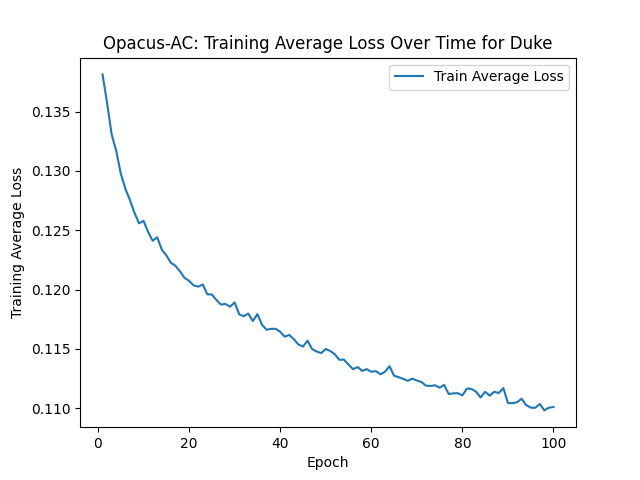 Opacus-AC: Training Average Loss Over Time for Duke
Train Average Loss
Training Average Loss
0.135
0.130
0.125
0.120
0.115
0.110
0 20 40 60 80 100
Epoch